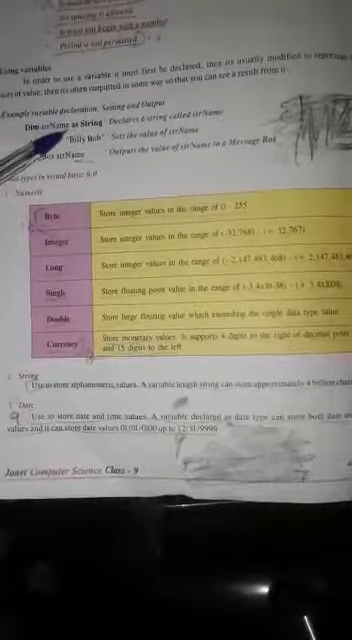 No spacing is allowed
It must not begin with a number
Period is not permitted
Using variables
In order to use a variable it must first be declared, then its usually modified to represent
sort of value, then its often outputted in some way so that you can see a result from it.
Example variable declaration, Setting and Output
Dim strName as String ' Declares a string called strName
"Billy Bob" ' Sets the value of strName
strName ' Outputs the value of strName to a Message Box
types in visual basic 6.0
1. Numeric
Byte Store integer values in the range of 0 - 255
Integer Store integer values in the range of (-32,768) - (+ 32,767)
Long Store integer values in the range of (-2,147,483,468) - (+ 2,147,483,
Single Store floating point value in the range of
Double Store large floating value which exceeding the single data type value
Currency Store monetary values. It supports 4 digits to the right of decimal point
and 15 digits to the left
2. String
Use to store alphanumeric values. A variable length string can store approximately 4 billion
3. Date
Use to store date and time values. A variable declared as date type can store both date
values and it can store date values 01/01/0100 up to 12/31/9999
Janet Computer Science Class - 9